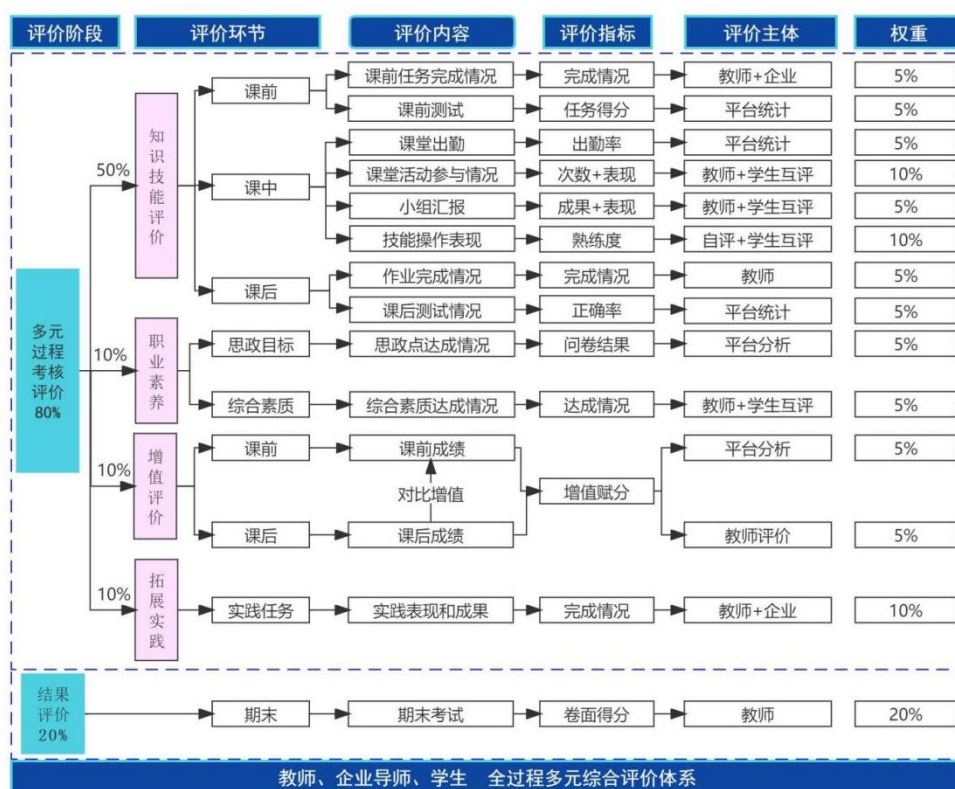 评价阶段 评价环节 评价内容 评价指标 评价主体 权重
多元过程考核评价80%
50%
知识技能评价
课前
课前任务完成情况 完成情况 教师+企业 5%
课前测试 任务得分 平台统计 5%
课中
课堂出勤 出勤率 平台统计 5%
课堂活动参与情况 次数+表现 教师+学生互评 10%
小组汇报 成果+表现 教师+学生互评 5%
技能操作表现 熟练度 自评+学生互评 10%
课后
作业完成情况 完成情况 教师 5%
课后测试情况 正确率 平台统计 5%
10%
职业素养
思政目标 思政点达成情况 问卷结果 平台分析 5%
综合素质 综合素质达成情况 达成情况 教师+学生互评 5%
10%
增值评价
课前 课前成绩 平台分析 5%
对比增值 增值赋分
课后 课后成绩 教师评价 5%
10%
拓展实践
实践任务 实践表现和成果 完成情况 教师+企业 10%
结果评价20%
期末 期末考试 卷面得分 教师 20%
教师、企业导师、学生 全过程多元综合评价体系